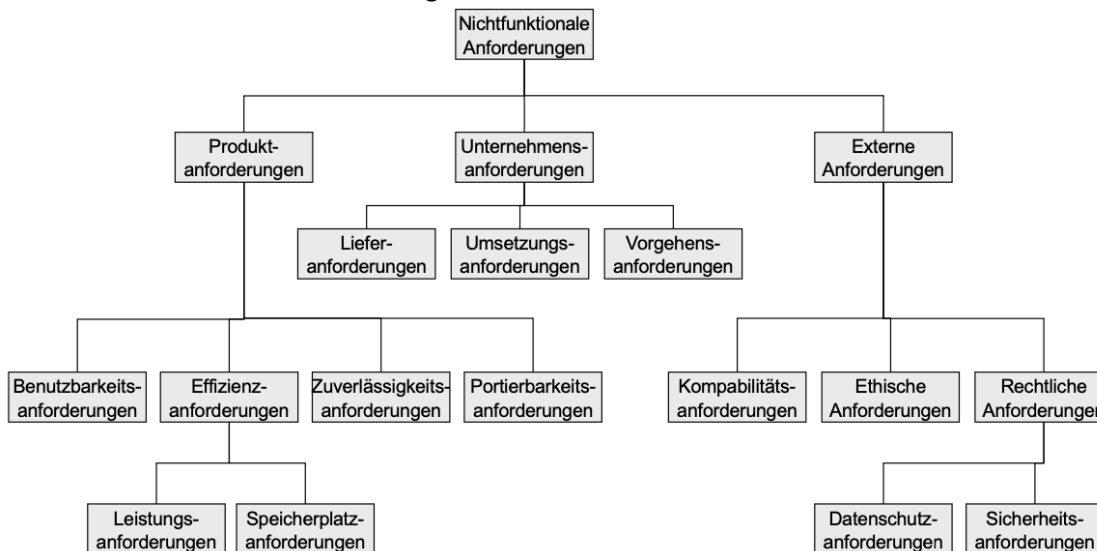 Nichtfunktionale
Anforderungen
Produkt-
anforderungen
Unternehmens-
anforderungen
Externe
Anforderungen
Liefer-
anforderungen
Umsetzungs-
anforderungen
Vorgehens-
anforderungen
Benutzbarkeits-
anforderungen
Effizienz-
anforderungen
Zuverlässigkeits-
anforderungen
Portierbarkeits-
anforderungen
Kompabilitäts-
anforderungen
Ethische
Anforderungen
Rechtliche
Anforderungen
Leistungs-
anforderungen
Speicherplatz-
anforderungen
Datenschutz-
anforderungen
Sicherheits-
anforderungen